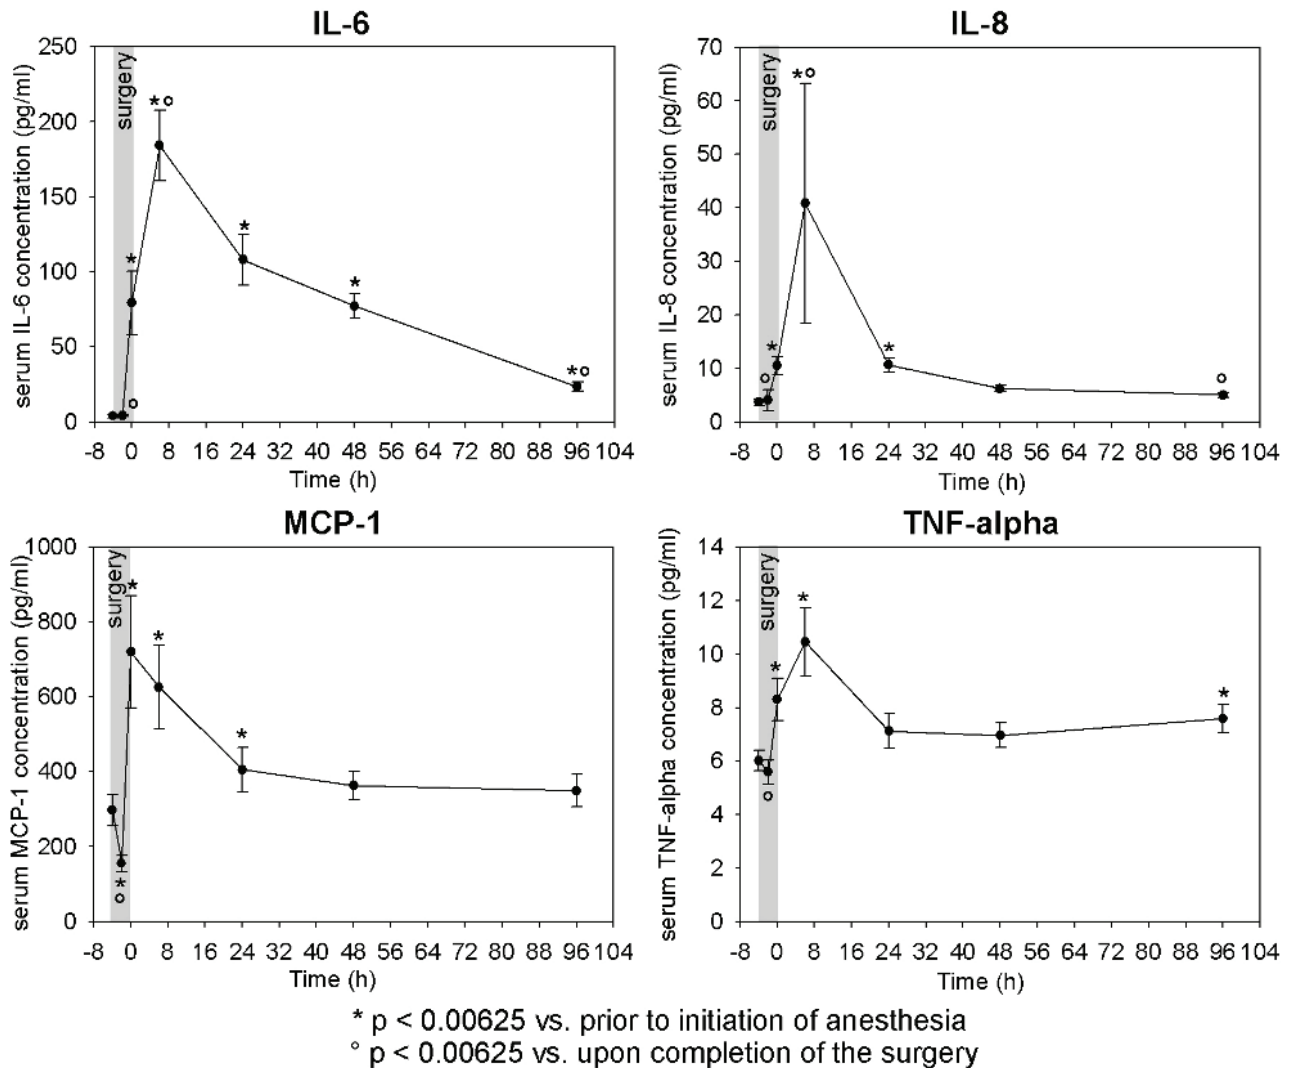 IL-6
serum IL-6 concentration (pg/ml)
250
200
150
100
50
0
surgery
* °
*
*
*
* °
°
-8 0 8 16 24 32 40 48 56 64 72 80 88 96 104
Time (h)
IL-8
serum IL-8 concentration (pg/ml)
70
60
50
40
30
20
10
0
surgery
* °
*
*
°
°
-8 0 8 16 24 32 40 48 56 64 72 80 88 96 104
Time (h)
MCP-1
serum MCP-1 concentration (pg/ml)
1000
800
600
400
200
0
surgery
*
*
*
*
°
-8 0 8 16 24 32 40 48 56 64 72 80 88 96 104
Time (h)
TNF-alpha
serum TNF-alpha concentration (pg/ml)
14
12
10
8
6
4
2
0
surgery
*
*
*
°
-8 0 8 16 24 32 40 48 56 64 72 80 88 96 104
Time (h)
* p < 0.00625 vs. prior to initiation of anesthesia
° p < 0.00625 vs. upon completion of the surgery